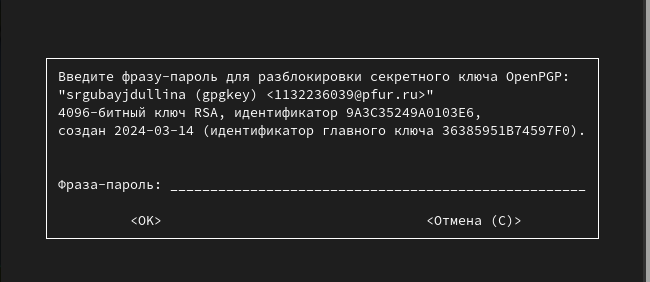 Введите фразу-пароль для разблокировки секретного ключа OpenPGP:
"srgubayjdullina (gpgkey) <1132236039@pfur.ru>"
4096-битный ключ RSA, идентификатор 9A3C35249A0103E6,
создан 2024-03-14 (идентификатор главного ключа 36385951B74597F0).
Фраза-пароль: ____________________________________________________
<OK> <Отмена (C)>